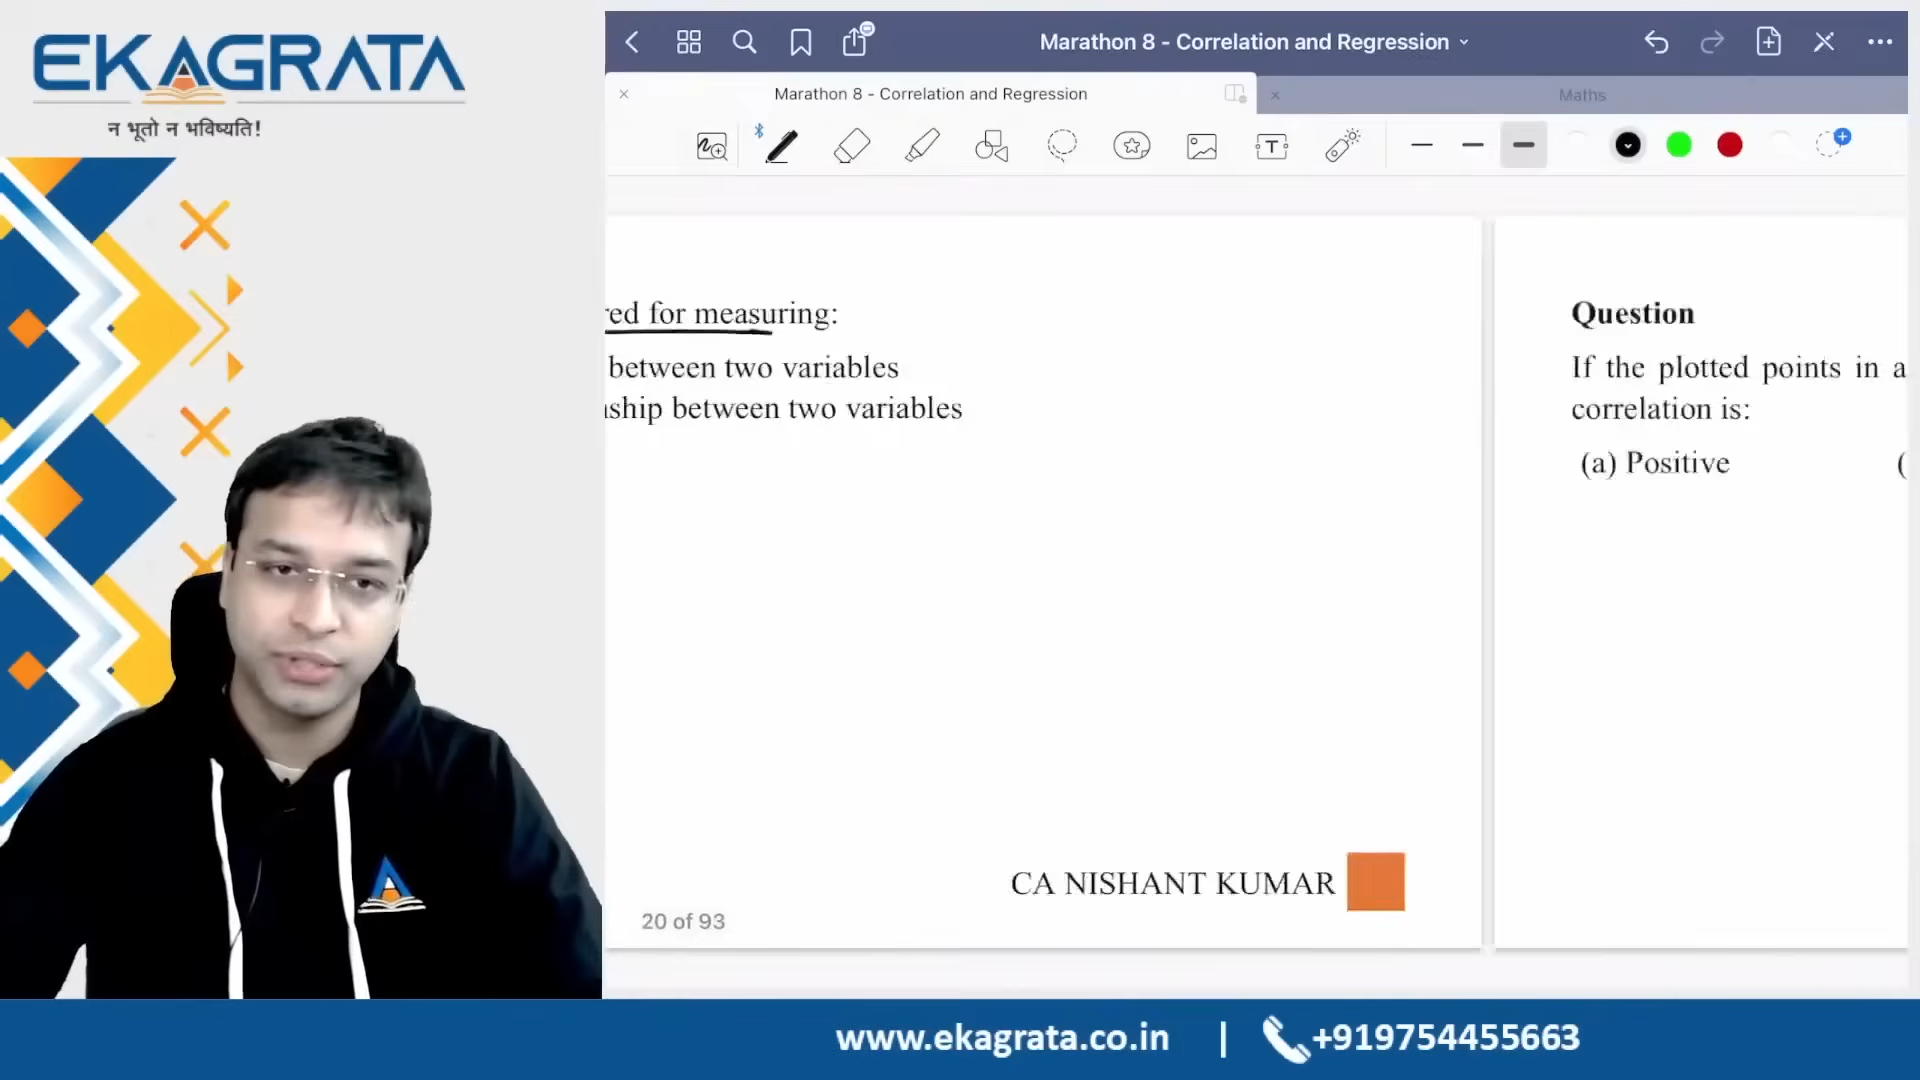 EKAGRATA
न भूतो न भविष्यति!
Marathon 8 - Correlation and Regression
Marathon 8 - Correlation and Regression
Maths
red for measuring:
between two variables
ship between two variables
20 of 93
CA NISHANT KUMAR
Question
If the plotted points in a
correlation is:
(a) Positive (
www.ekagrata.co.in | +919754455663